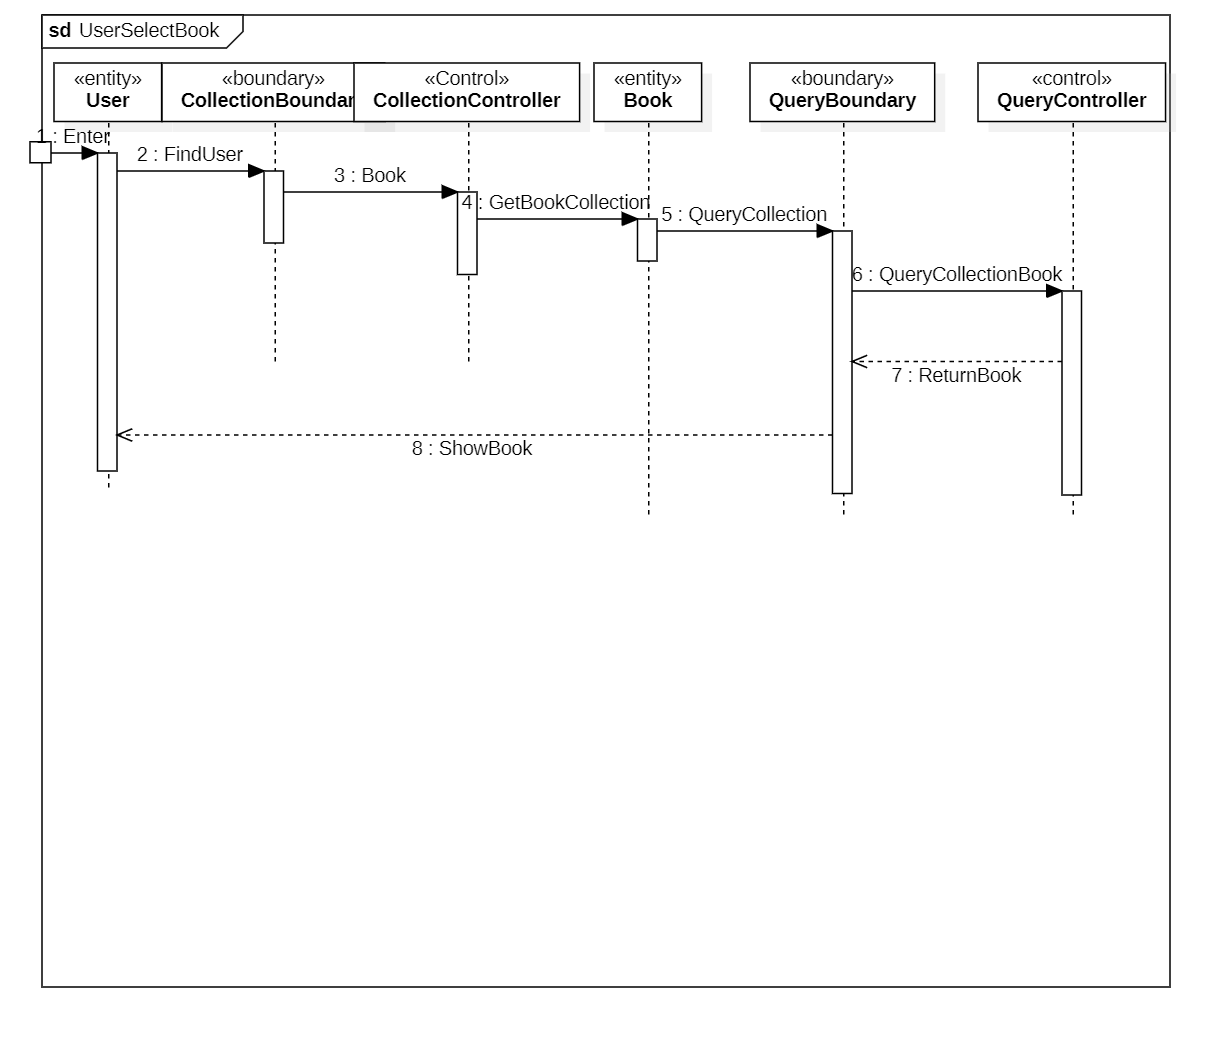 sd UserSelectBook
«entity»
User
«boundary»
CollectionBoundar
«Control»
CollectionController
«entity»
Book
«boundary»
QueryBoundary
«control»
QueryController
1 : Enter
2 : FindUser
3 : Book
4 : GetBookCollection
5 : QueryCollection
6 : QueryCollectionBook
7 : ReturnBook
8 : ShowBook